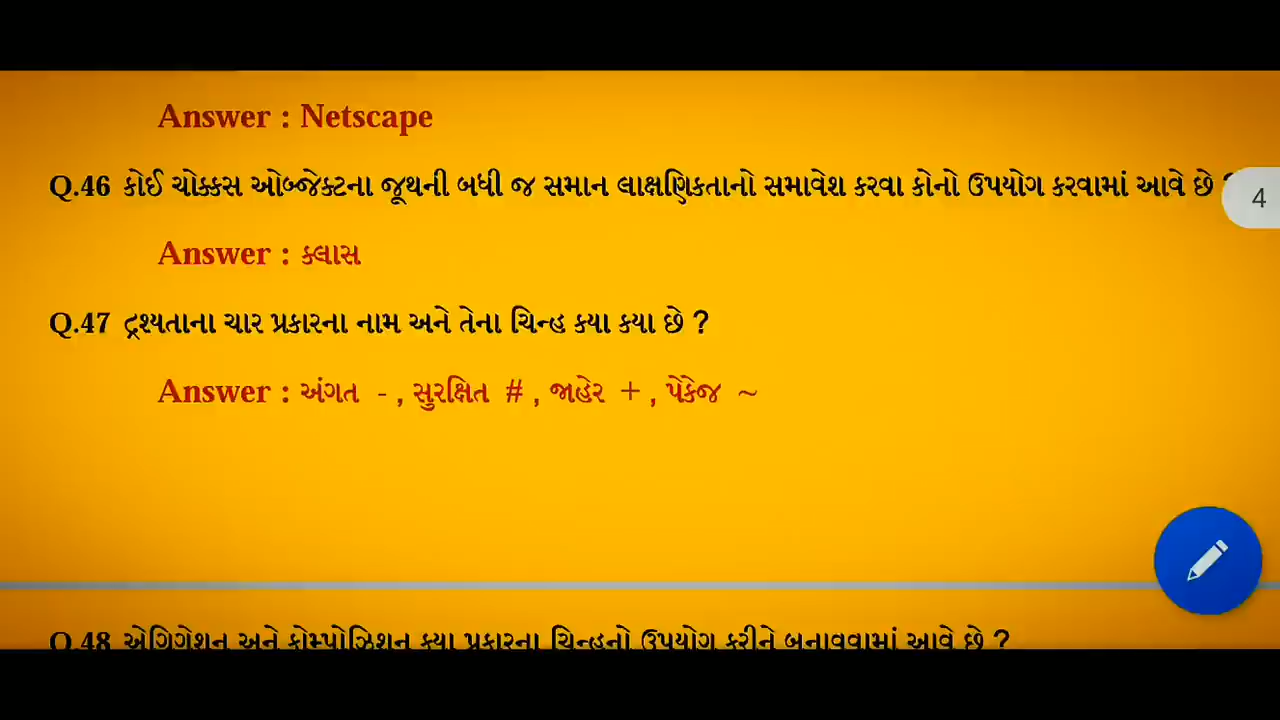 Answer : Netscape
Q.46 કોઈ ચોક્કસ ઓબ્જેક્ટના જૂથની બધી જ સમાન લાક્ષણિકતાનો સમાવેશ કરવા કોનો ઉપયોગ કરવામાં આવે છે ?
4
Answer : ક્લાસ
Q.47 દ્રશ્યતાના ચાર પ્રકારના નામ અને તેના ચિન્હ કયા કયા છે ?
Answer : અંગત - , સુરક્ષિત # , જાહેર + , પેકેજ ~
Q.48 એગ્રિગેશન અને કોમ્પોઝિશન ક્યા પ્રકારના ચિન્હનો ઉપયોગ કરીને બનાવવામાં આવે છે ?